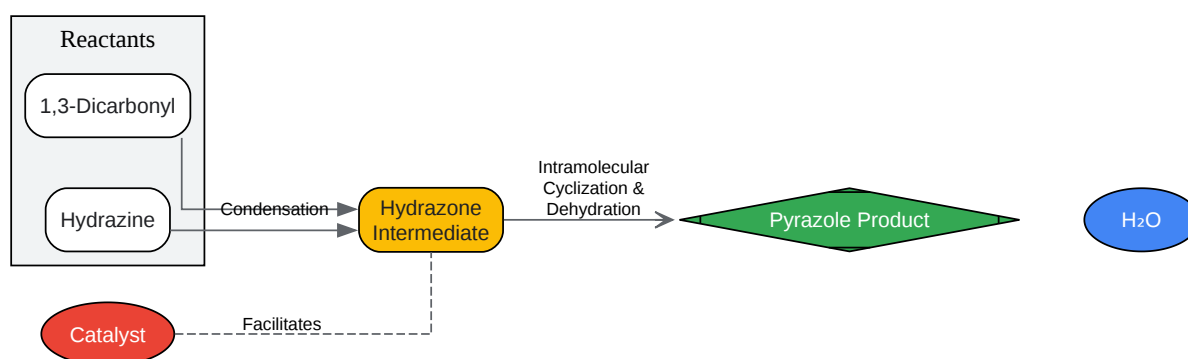 Reactants
1,3-Dicarbonyl
Hydrazine
Condensation
Hydrazone
Intermediate
Intramolecular
Cyclization &
Dehydration
Pyrazole Product
H₂O
Catalyst
Facilitates